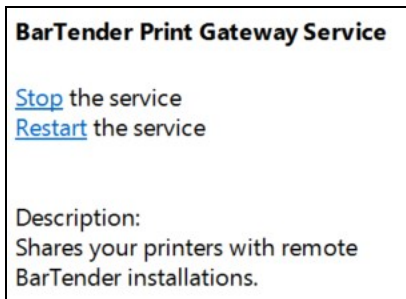 BarTender Print Gateway Service
Stop the service
Restart the service
Description:
Shares your printers with remote
BarTender installations.